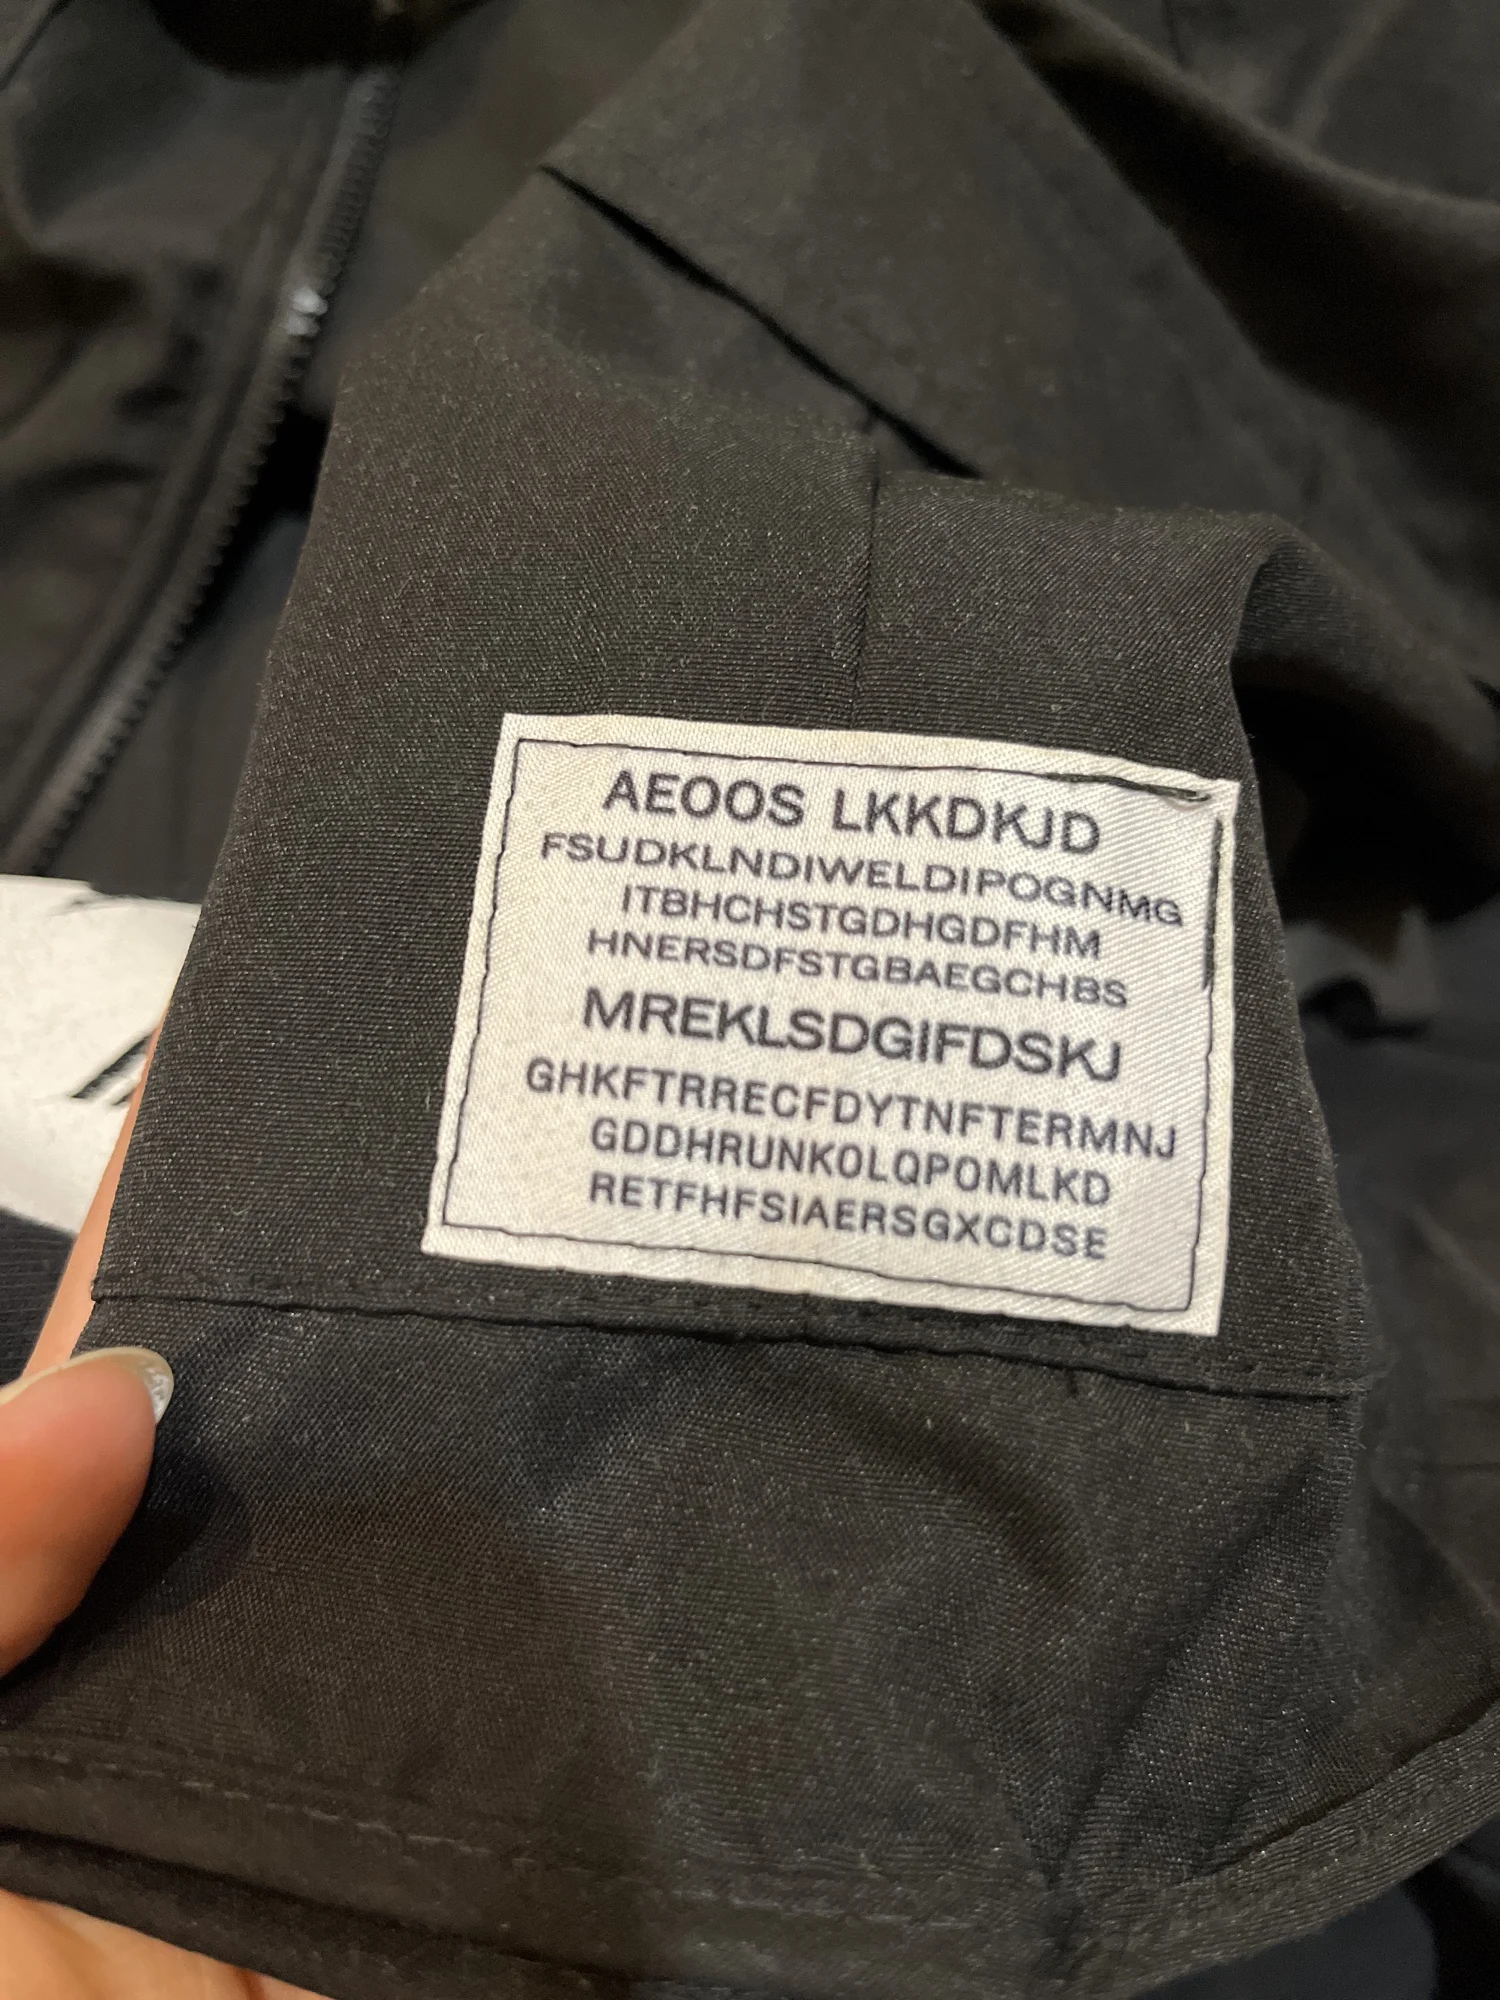 AEOOS LKKDKJD
FSUDKLNDIWELDIPOGNMG
ITBHCHSTGDHGDFHM
HNERSDFSTGBAEGCHBS
MREKLSDGIFDSKJ
GHKFTRRECFDYTNFTERMNJ
GDDHRUNKOLQPOMLKD
RETFHFSIAERSGXCDSE